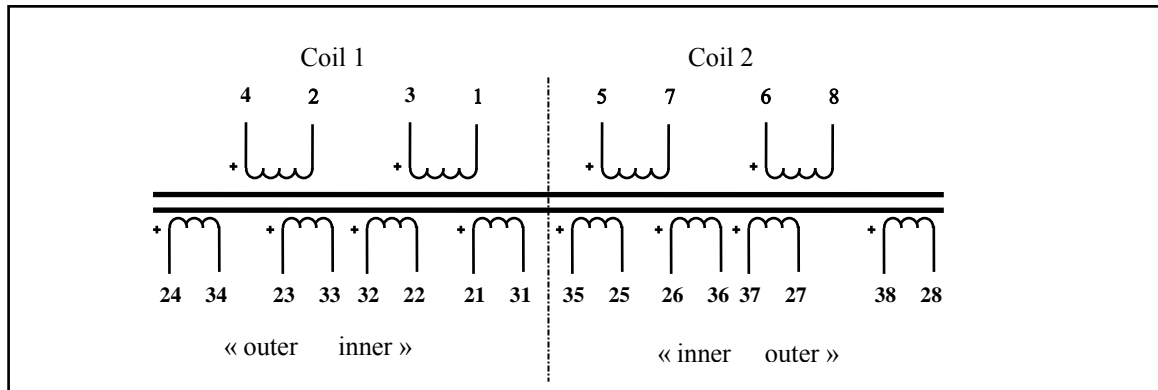 Coil 1 Coil 2
4 2 3 1 5 7 6 8
+ + + +
+ + + + + + + +
24 34 23 33 32 22 21 31 35 25 26 36 37 27 38 28
« outer inner » « inner outer »